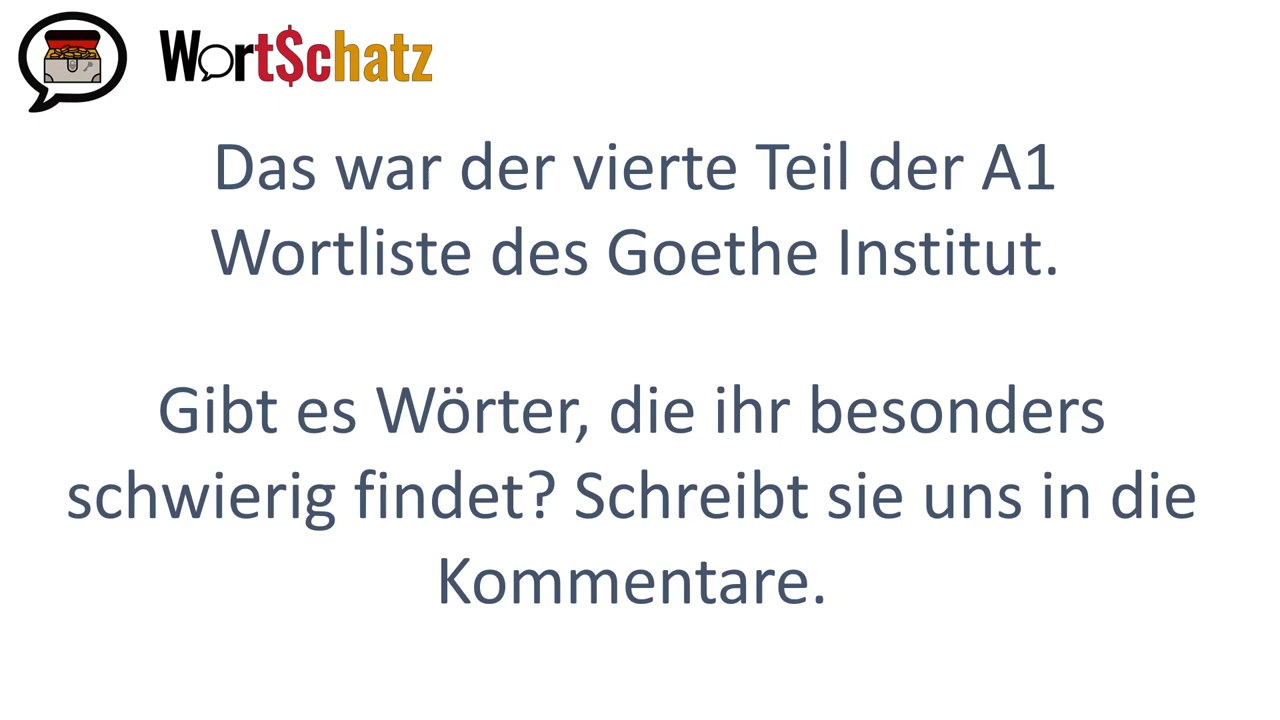 Wort$chatz
Das war der vierte Teil der A1
Wortliste des Goethe Institut.
Gibt es Wörter, die ihr besonders
schwierig findet? Schreibt sie uns in die
Kommentare.